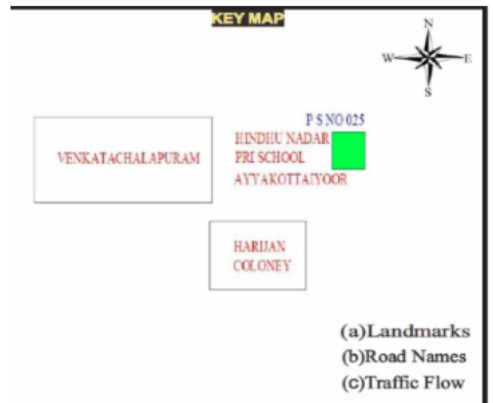 KEY MAP
N
W
E
S
P S NO 025
HINDHU NADAR
PRI SCHOOL
AYYAKOTTAIYOOR
VENKATACHALAPURAM
HARIJAN
COLONEY
(a)Landmarks
(b)Road Names
(c)Traffic Flow